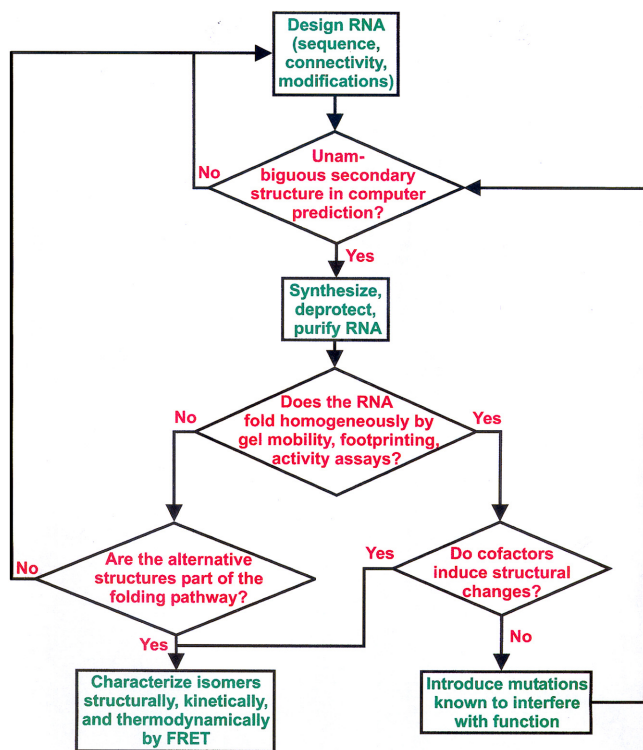 Design RNA
(sequence,
connectivity,
modifications)
Unam-
biguous secondary
structure in computer
prediction?
No
Yes
Synthesize,
deprotect,
purify RNA
Does the RNA
fold homogeneously by
gel mobility, footprinting,
activity assays?
No
Yes
Are the alternative
structures part of the
folding pathway?
No
Yes
Do cofactors
induce structural
changes?
Yes
No
Characterize isomers
structurally, kinetically,
and thermodynamically
by FRET
Introduce mutations
known to interfere
with function